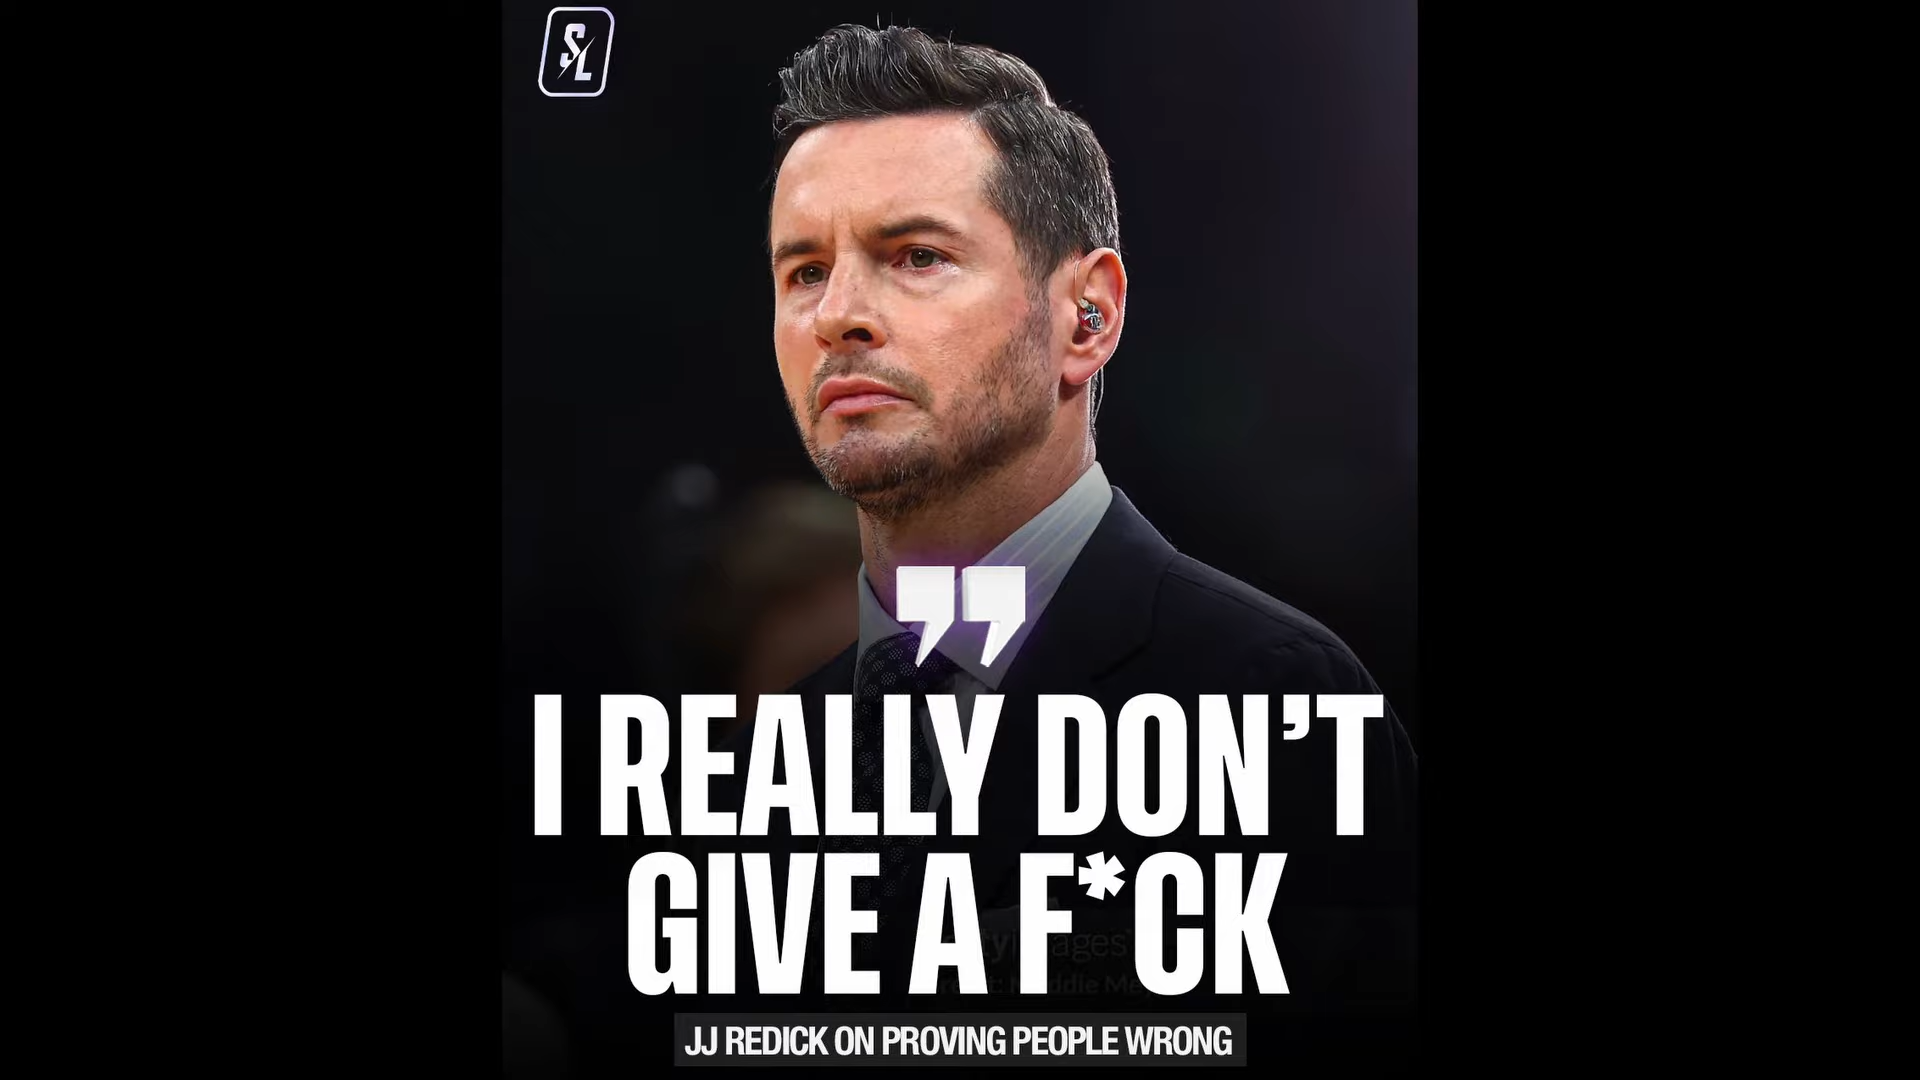 SL
”
I REALLY DON’T
GIVE A F*CK
JJ REDICK ON PROVING PEOPLE WRONG